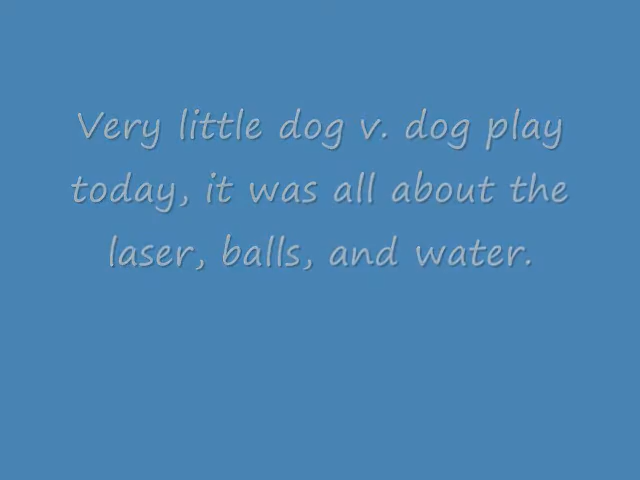 Very little dog v. dog play
today, it was all about the
laser, balls, and water.